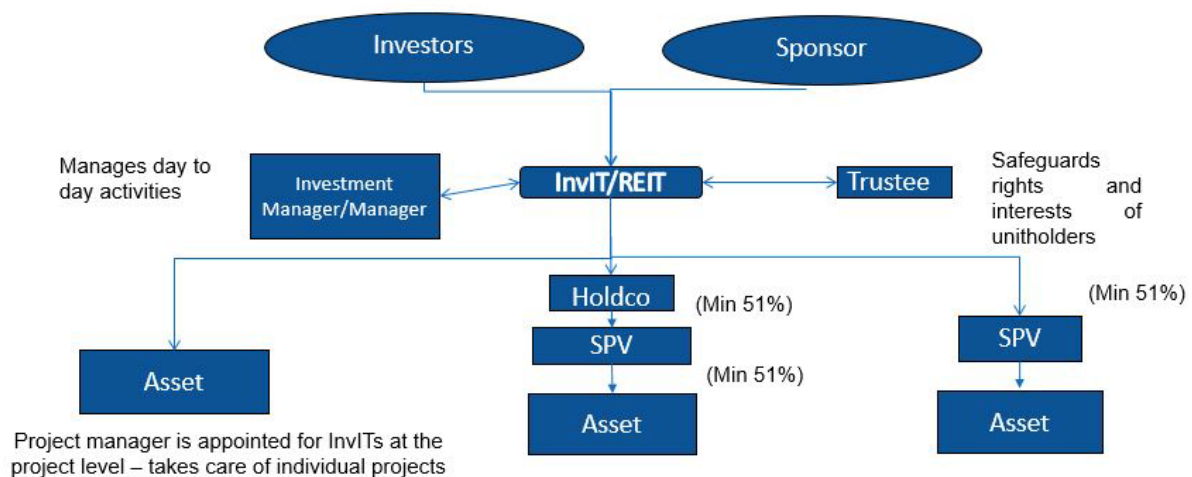 Investors
Sponsor
Manages day to
day activities
Investment
Manager/Manager
InvIT/REIT
Trustee
Safeguards
rights and
interests of
unitholders
Holdco
(Min 51%)
(Min 51%)
SPV
SPV
(Min 51%)
Asset
Asset
Asset
Project manager is appointed for InvITs at the
project level – takes care of individual projects